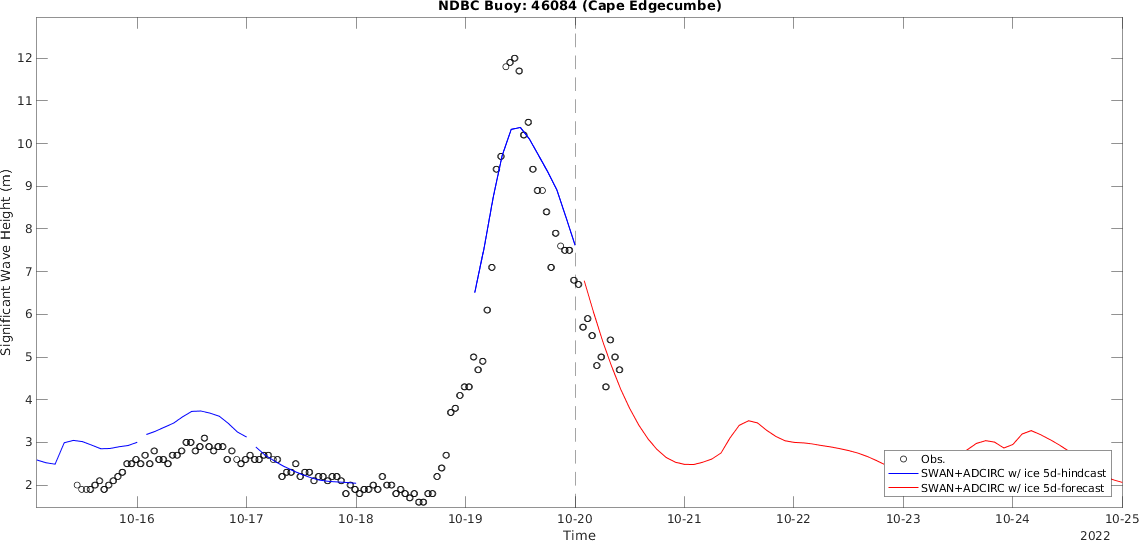 NDBC Buoy: 46084 (Cape Edgecumbe)
Significant Wave Height (m)
12
11
10
9
8
7
6
5
4
3
2
Obs.
SWAN+ADCIRC w/ ice 5d-hindcast
SWAN+ADCIRC w/ ice 5d-forecast
10-16 10-17 10-18 10-19 10-20 10-21 10-22 10-23 10-24 10-25
Time
2022